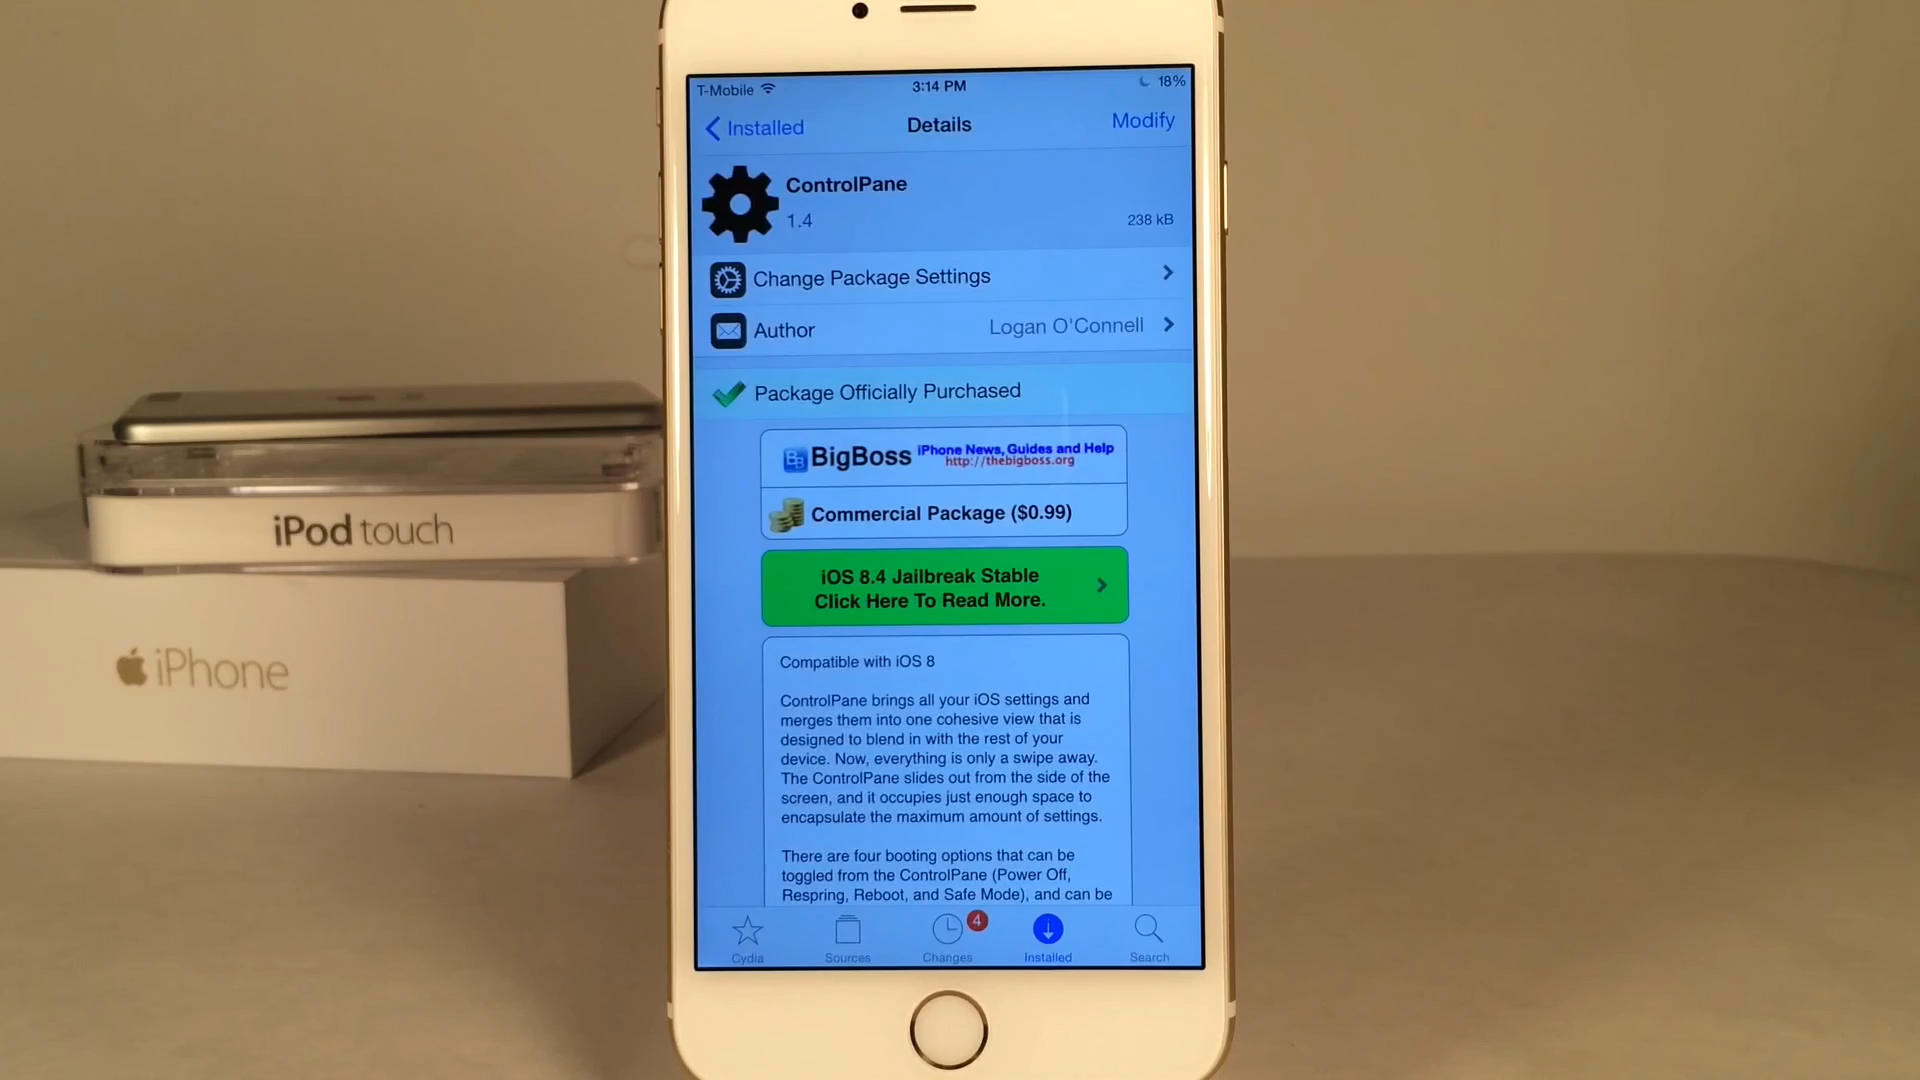 T-Mobile 3:14 PM 18%
Installed Details Modify
ControlPane
1.4 238 kB
Change Package Settings
Author Logan O'Connell
Package Officially Purchased
BigBoss iPhone News, Guides and Help
http://thebigboss.org
Commercial Package ($0.99)
iOS 8.4 Jailbreak Stable
Click Here To Read More.
Compatible with iOS 8
ControlPane brings all your iOS settings and
merges them into one cohesive view that is
designed to blend in with the rest of your
device. Now, everything is only a swipe away.
The ControlPane slides out from the side of the
screen, and it occupies just enough space to
encapsulate the maximum amount of settings.
There are four booting options that can be
toggled from the ControlPane (Power Off,
Respring, Reboot, and Safe Mode), and can be
4
Cydia Sources Changes Installed Search
iPod touch
iPhone